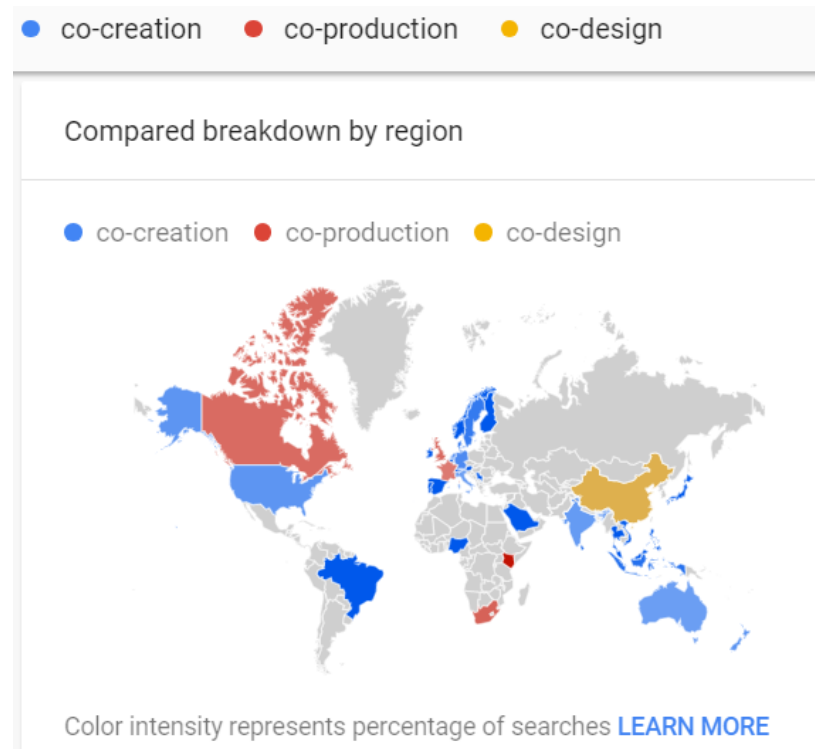 co-creation co-production co-design
Compared breakdown by region
co-creation co-production co-design
Color intensity represents percentage of searches LEARN MORE